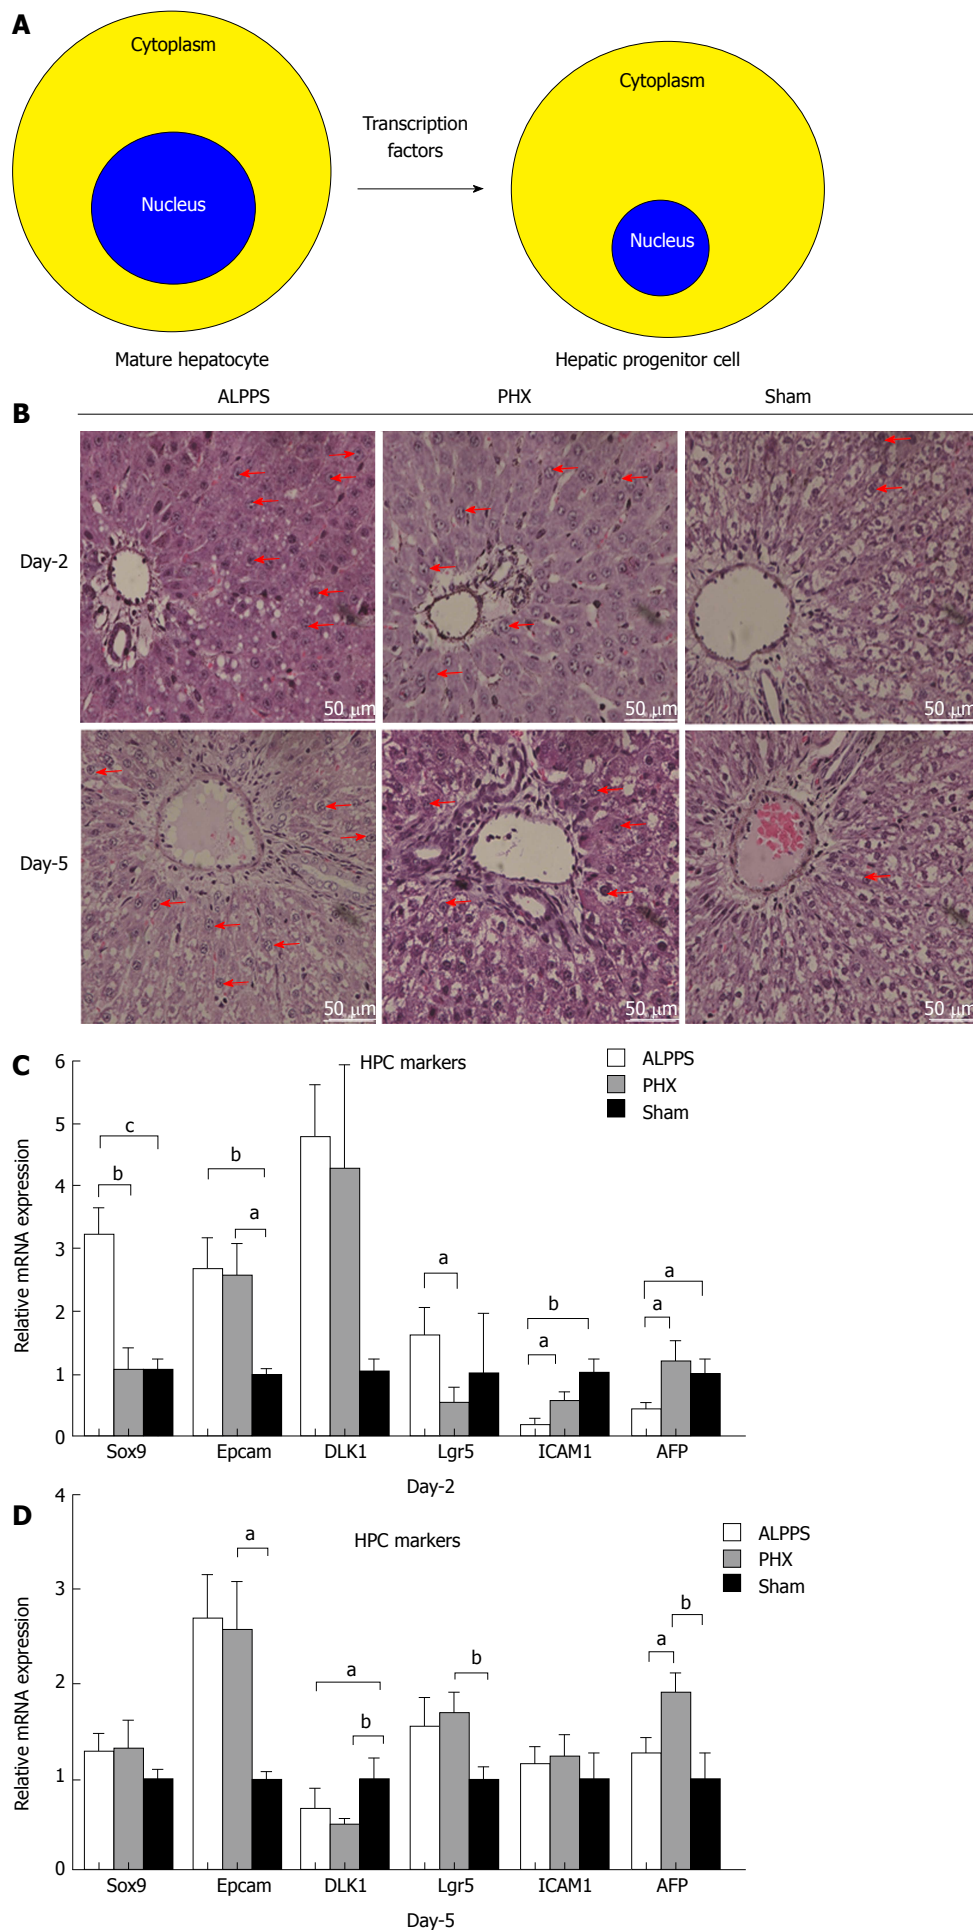 A
Cytoplasm
Nucleus
Mature hepatocyte
Transcription
factors
Cytoplasm
Nucleus
Hepatic progenitor cell
B
ALPPS PHX Sham
Day-2
50 μm 50 μm 50 μm
Day-5
50 μm 50 μm 50 μm
C
HPC markers
ALPPS
PHX
Sham
Relative mRNA expression
6
5
4
3
2
1
0
c
b
b
a
a
b
a
a
a
Sox9 Epcam DLK1 Lgr5 ICAM1 AFP
Day-2
D
HPC markers
ALPPS
PHX
Sham
Relative mRNA expression
4
3
2
1
0
a
a
b
b
b
a
Sox9 Epcam DLK1 Lgr5 ICAM1 AFP
Day-5